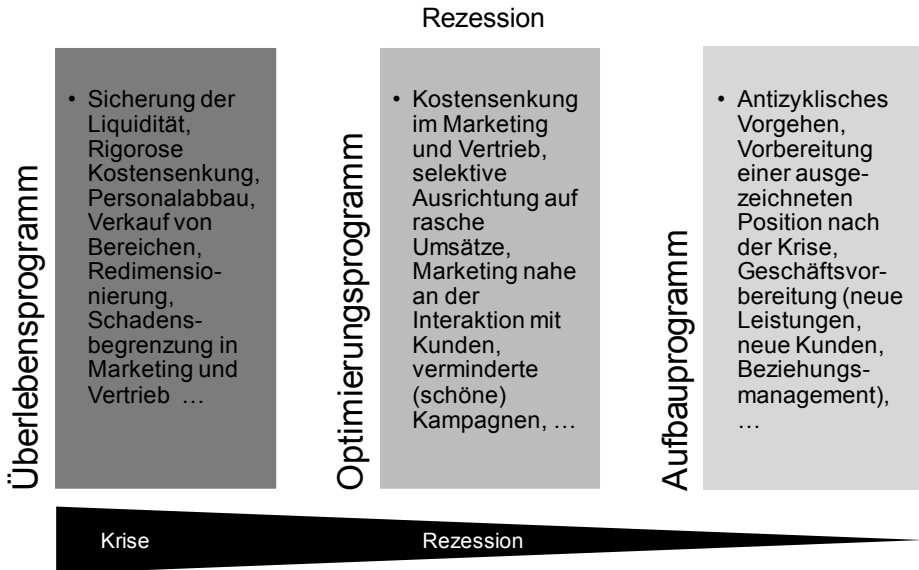 Rezession
Überlebensprogramm
• Sicherung der
Liquidität,
Rigorose
Kostensenkung,
Personalabbau,
Verkauf von
Bereichen,
Redimensio-
nierung,
Schadens-
begrenzung in
Marketing und
Vertrieb …
Optimierungsprogramm
• Kostensenkung
im Marketing
und Vertrieb,
selektive
Ausrichtung auf
rasche
Umsätze,
Marketing nahe
an der
Interaktion mit
Kunden,
verminderte
(schöne)
Kampagnen, …
Aufbauprogramm
• Antizyklisches
Vorgehen,
Vorbereitung
einer ausge-
zeichneten
Position nach
der Krise,
Geschäftsvor-
bereitung (neue
Leistungen,
neue Kunden,
Beziehungs-
management),
…
Krise
Rezession